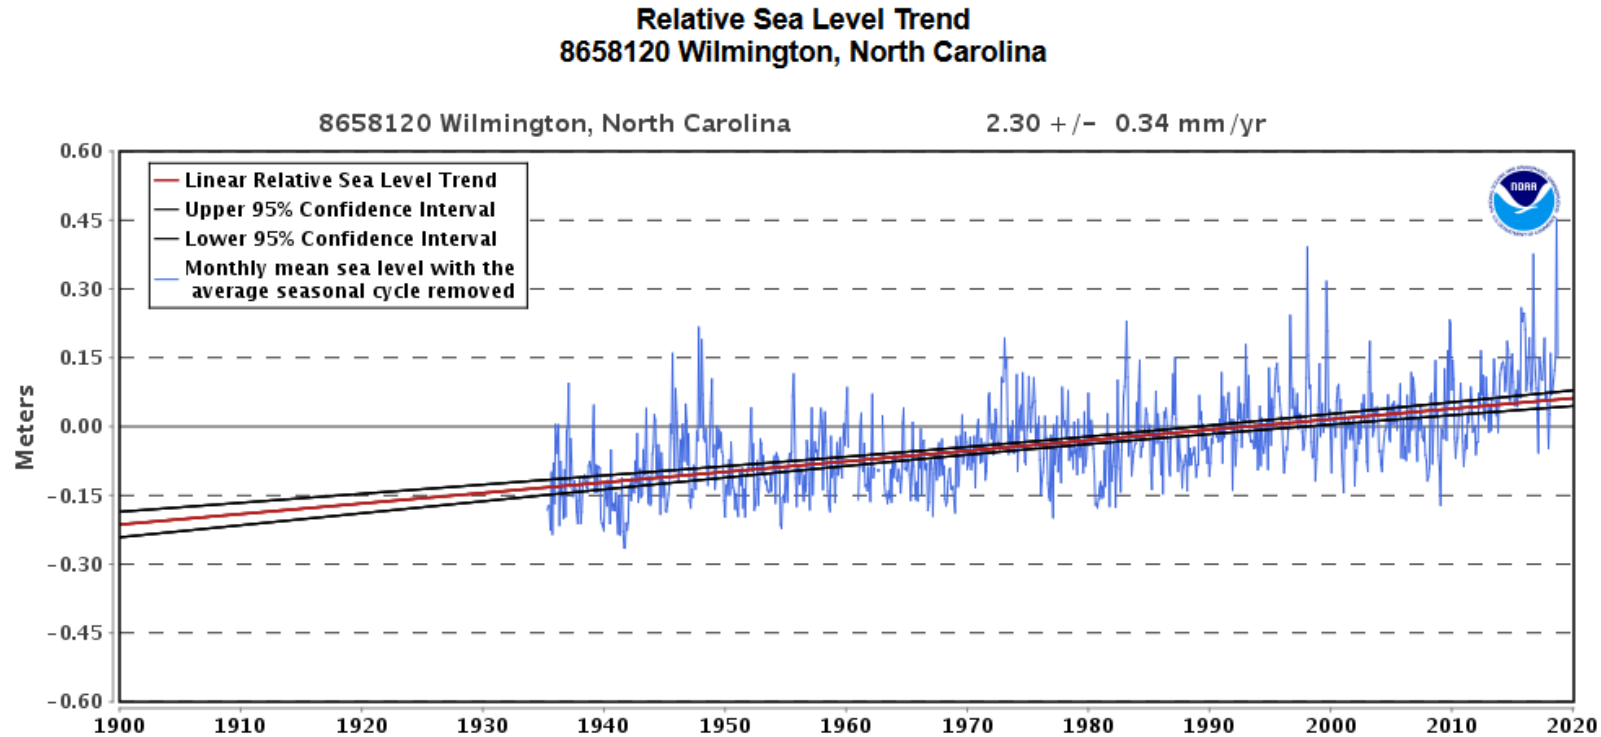 Relative Sea Level Trend
8658120 Wilmington, North Carolina
8658120 Wilmington, North Carolina 2.30 +/- 0.34 mm/yr
Linear Relative Sea Level Trend
Upper 95% Confidence Interval
Lower 95% Confidence Interval
Monthly mean sea level with the
average seasonal cycle removed
NOAA
Meters
0.60
0.45
0.30
0.15
0.00
-0.15
-0.30
-0.45
-0.60
1900 1910 1920 1930 1940 1950 1960 1970 1980 1990 2000 2010 2020